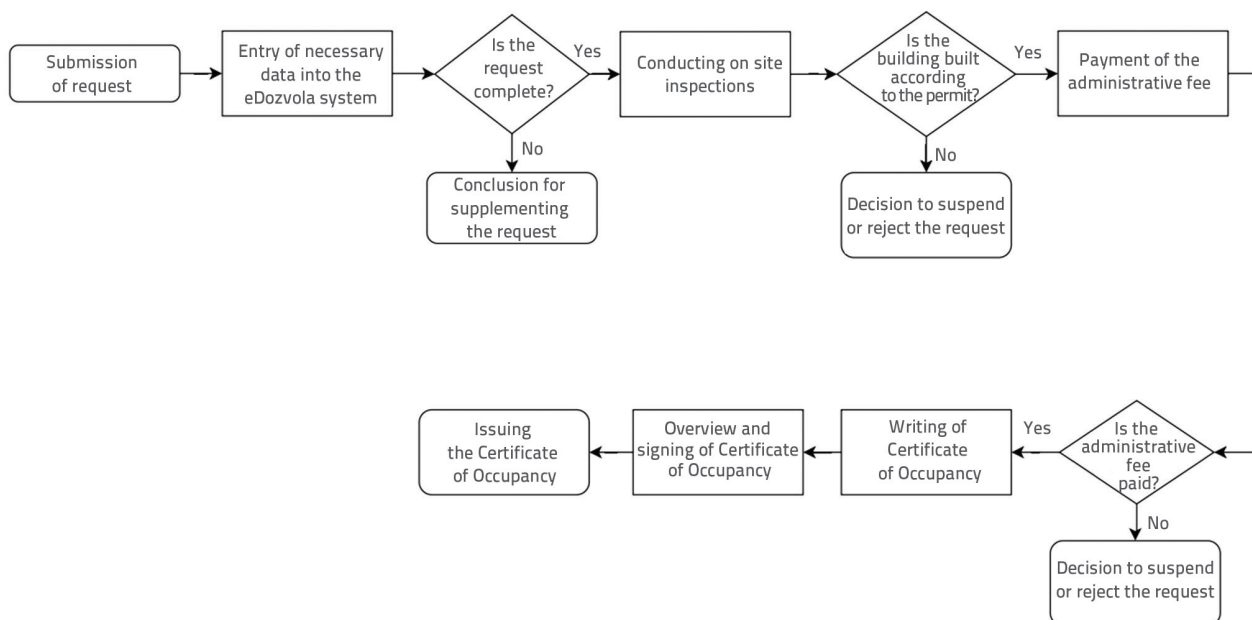 Submission
of request
Entry of necessary
data into the
eDozvola system
Is the
request
complete?
Yes
No
Conclusion for
supplementing
the request
Conducting on site
inspections
Is the
building built
according
to the permit?
Yes
No
Decision to suspend
or reject the request
Payment of the
administrative fee
Is the
administrative
fee
paid?
Yes
No
Decision to suspend
or reject the request
Writing of
Certificate
of Occupancy
Overview and
signing of Certificate
of Occupancy
Issuing
the Certificate
of Occupancy